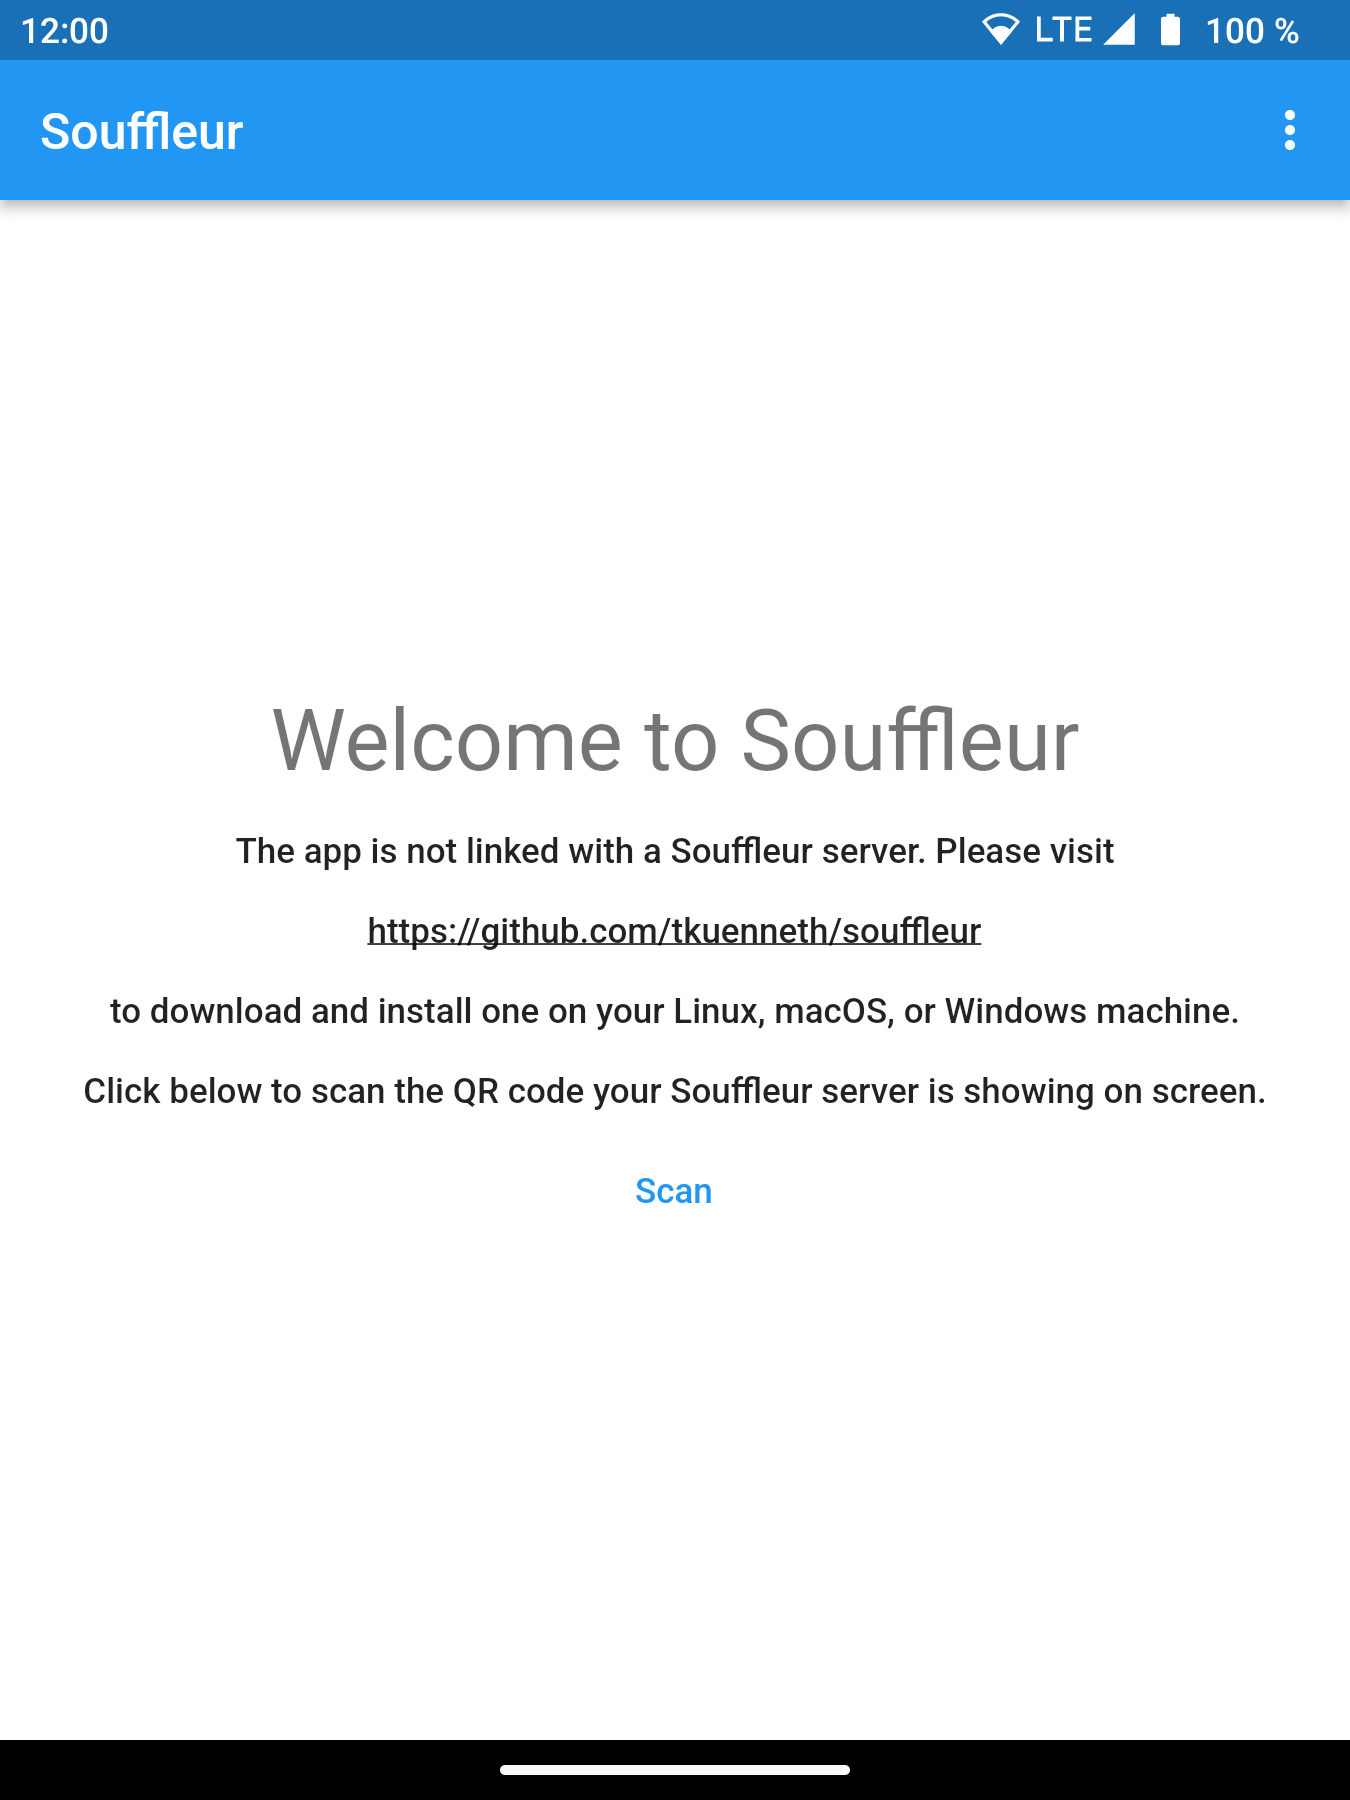 12:00 LTE 100 %
Souffleur
Welcome to Souffleur
The app is not linked with a Souffleur server. Please visit
https://github.com/tkuenneth/souffleur
to download and install one on your Linux, macOS, or Windows machine.
Click below to scan the QR code your Souffleur server is showing on screen.
Scan